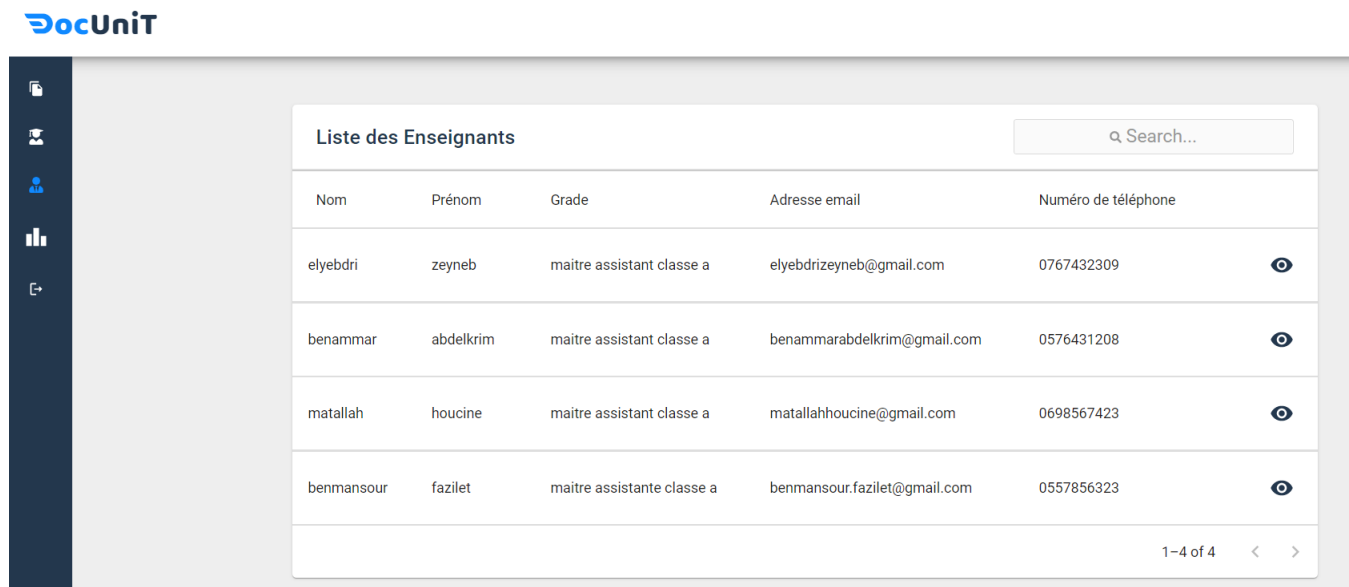 DocUniT
Liste des Enseignants
Search...
Nom Prénom Grade Adresse email Numéro de téléphone
elyebdri zeyneb maitre assistant classe a elyebdrizeyneb@gmail.com 0767432309
benammar abdelkrim maitre assistant classe a benammarabdelkrim@gmail.com 0576431208
matallah houcine maitre assistant classe a matallahhoucine@gmail.com 0698567423
benmansour fazilet maitre assistante classe a benmansour.fazilet@gmail.com 0557856323
1–4 of 4